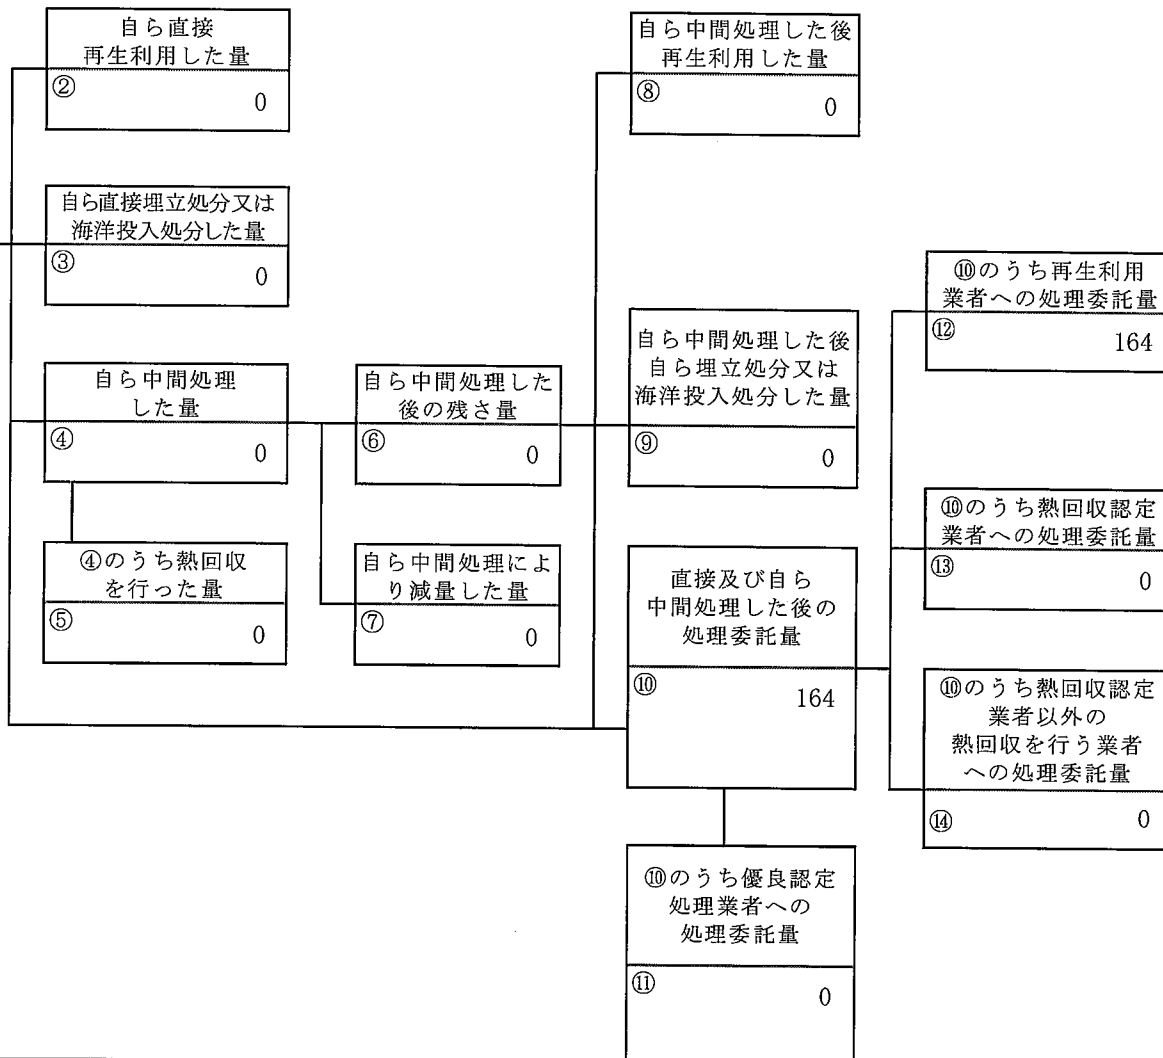 自ら直接
再生利用した量
② 0
自ら直接埋立処分又は
海洋投入処分した量
③ 0
自ら中間処理
した量
④ 0
④のうち熱回収
を行った量
⑤ 0
自ら中間処理した
後の残さ量
⑥ 0
自ら中間処理によ
り減量した量
⑦ 0
自ら中間処理した後
再生利用した量
⑧ 0
自ら中間処理した後
自ら埋立処分又は
海洋投入処分した量
⑨ 0
直接及び自ら
中間処理した後の
処理委託量
⑩ 164
⑩のうち優良認定
処理業者への
処理委託量
⑪ 0
⑩のうち再生利用
業者への処理委託量
⑫ 164
⑩のうち熱回収認定
業者への処理委託量
⑬ 0
⑩のうち熱回収認定
業者以外の
熱回収を行う業者
への処理委託量
⑭ 0